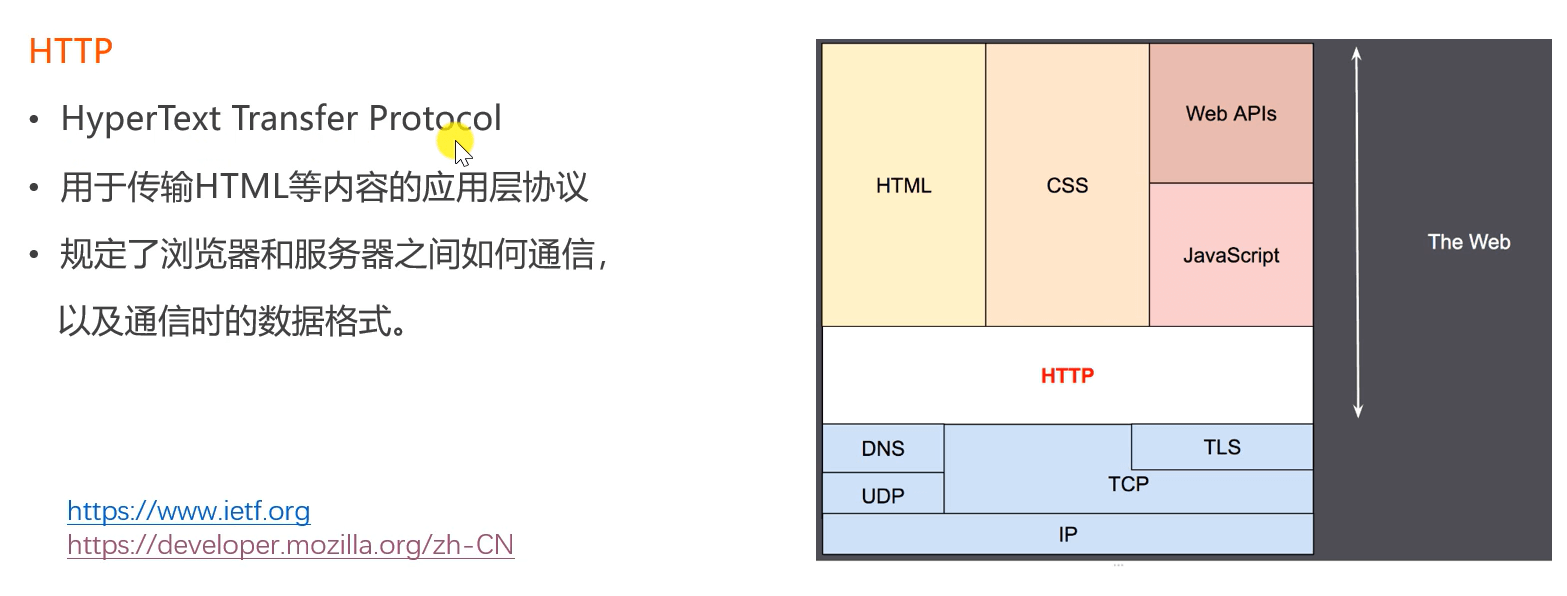 HTTP
• HyperText Transfer Protocol
• 用于传输HTML等内容的应用层协议
• 规定了浏览器和服务器之间如何通信，
以及通信时的数据格式。
https://www.ietf.org
https://developer.mozilla.org/zh-CN
HTML
CSS
Web APIs
JavaScript
The Web
HTTP
DNS
TLS
UDP
TCP
IP